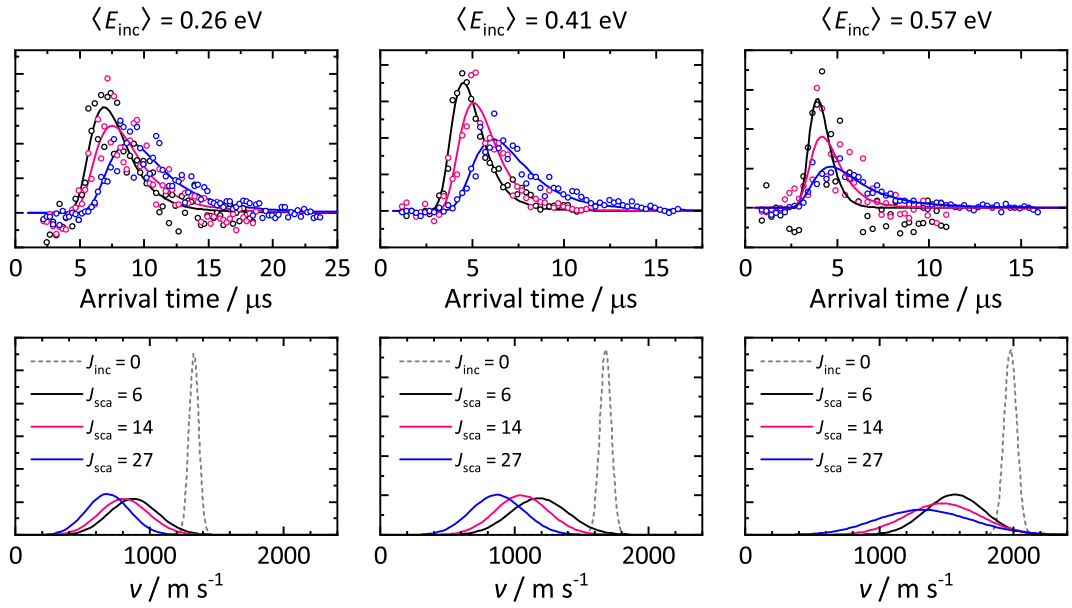 ⟨E_inc⟩ = 0.26 eV
⟨E_inc⟩ = 0.41 eV
⟨E_inc⟩ = 0.57 eV
0 5 10 15 20 25
0 5 10 15
0 5 10 15
Arrival time / μs
Arrival time / μs
Arrival time / μs
J_inc = 0
J_sca = 6
J_sca = 14
J_sca = 27
J_inc = 0
J_sca = 6
J_sca = 14
J_sca = 27
J_inc = 0
J_sca = 6
J_sca = 14
J_sca = 27
0 1000 2000
0 1000 2000
0 1000 2000
v / m s⁻¹
v / m s⁻¹
v / m s⁻¹